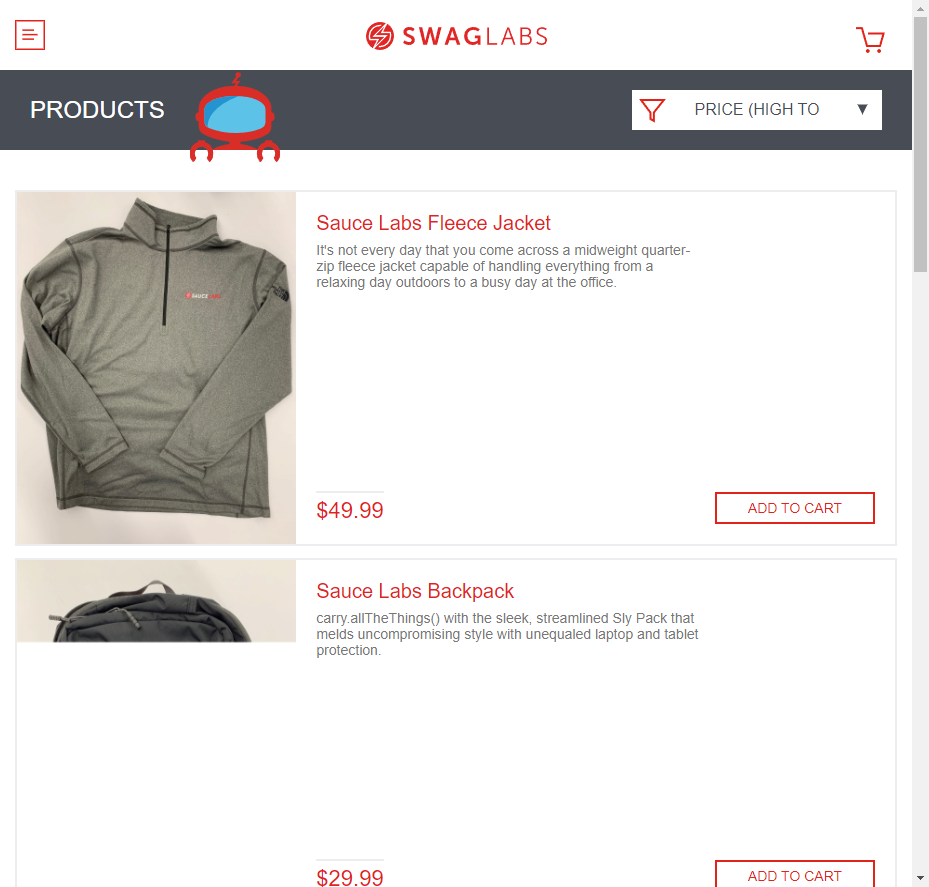 SWAGLABS
PRODUCTS
PRICE (HIGH TO
SAUCE LABS
Sauce Labs Fleece Jacket
It's not every day that you come across a midweight quarter-
zip fleece jacket capable of handling everything from a
relaxing day outdoors to a busy day at the office.
$49.99
ADD TO CART
Sauce Labs Backpack
carry.allTheThings() with the sleek, streamlined Sly Pack that
melds uncompromising style with unequaled laptop and tablet
protection.
$29.99
ADD TO CART